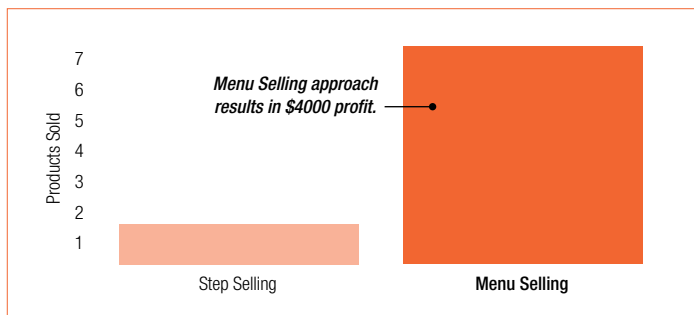 7
6
5
4
3
2
1
Products Sold
Menu Selling approach
results in $4000 profit.
Step Selling
Menu Selling